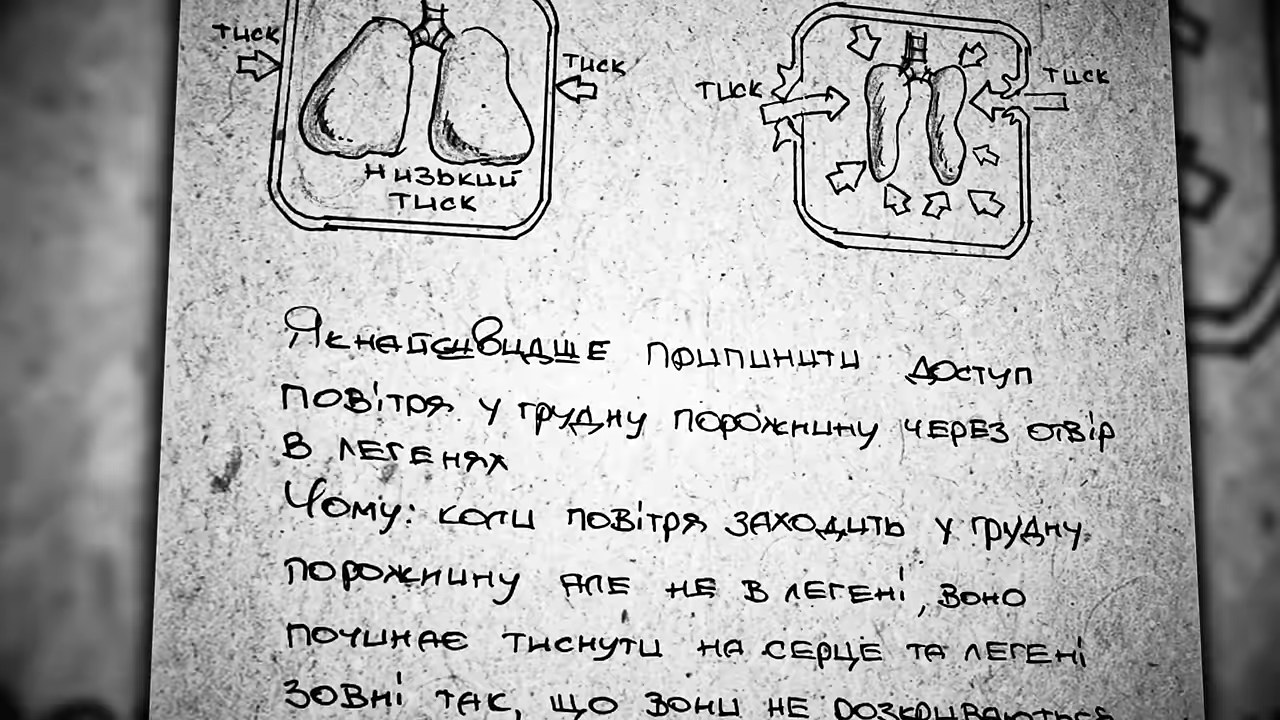 тиск
тиск
низький
тиск
тиск
тиск
Якнайшвидше припинити доступ
повітря у грудну порожнину через отвір
в легенях
Чому: коли повітря заходить у грудну
порожнину але не в легені, воно
починає тиснути на серце та легені
зовні так, що вони не розкриваються